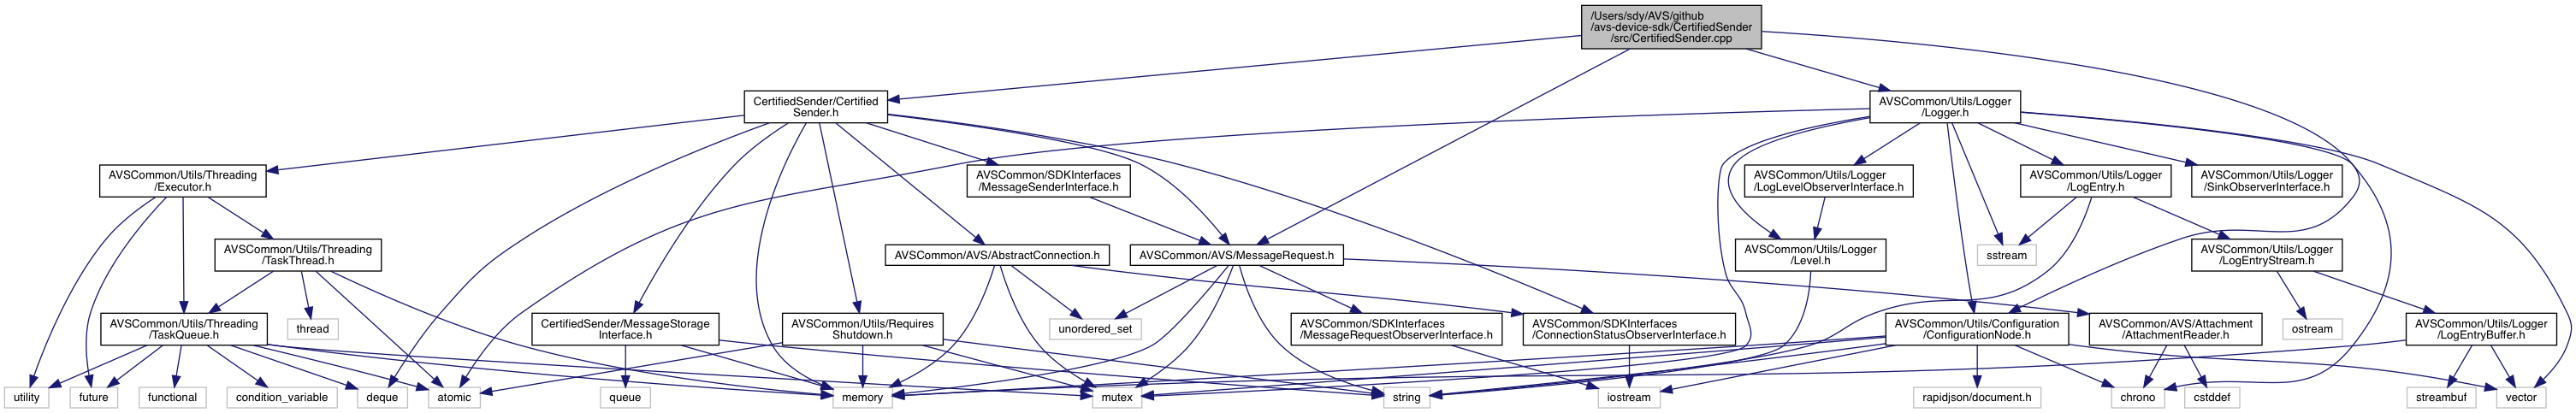 /Users/sdy/AVS/github
/avs-device-sdk/CertifiedSender
/src/CertifiedSender.cpp
CertifiedSender/Certified
Sender.h
AVSCommon/Utils/Logger
/Logger.h
AVSCommon/Utils/Threading
/Executor.h
AVSCommon/SDKInterfaces
/MessageSenderInterface.h
AVSCommon/Utils/Logger
/LogLevelObserverInterface.h
AVSCommon/Utils/Logger
/LogEntry.h
AVSCommon/Utils/Logger
/SinkObserverInterface.h
AVSCommon/Utils/Threading
/TaskThread.h
AVSCommon/AVS/AbstractConnection.h
AVSCommon/AVS/MessageRequest.h
AVSCommon/Utils/Logger
/Level.h
sstream
AVSCommon/Utils/Logger
/LogEntryStream.h
AVSCommon/Utils/Threading
/TaskQueue.h
thread
CertifiedSender/MessageStorage
Interface.h
AVSCommon/Utils/Requires
Shutdown.h
unordered_set
AVSCommon/SDKInterfaces
/MessageRequestObserverInterface.h
AVSCommon/SDKInterfaces
/ConnectionStatusObserverInterface.h
AVSCommon/Utils/Configuration
/ConfigurationNode.h
AVSCommon/AVS/Attachment
/AttachmentReader.h
ostream
AVSCommon/Utils/Logger
/LogEntryBuffer.h
utility
future
functional
condition_variable
deque
atomic
queue
memory
mutex
string
iostream
rapidjson/document.h
chrono
cstddef
streambuf
vector